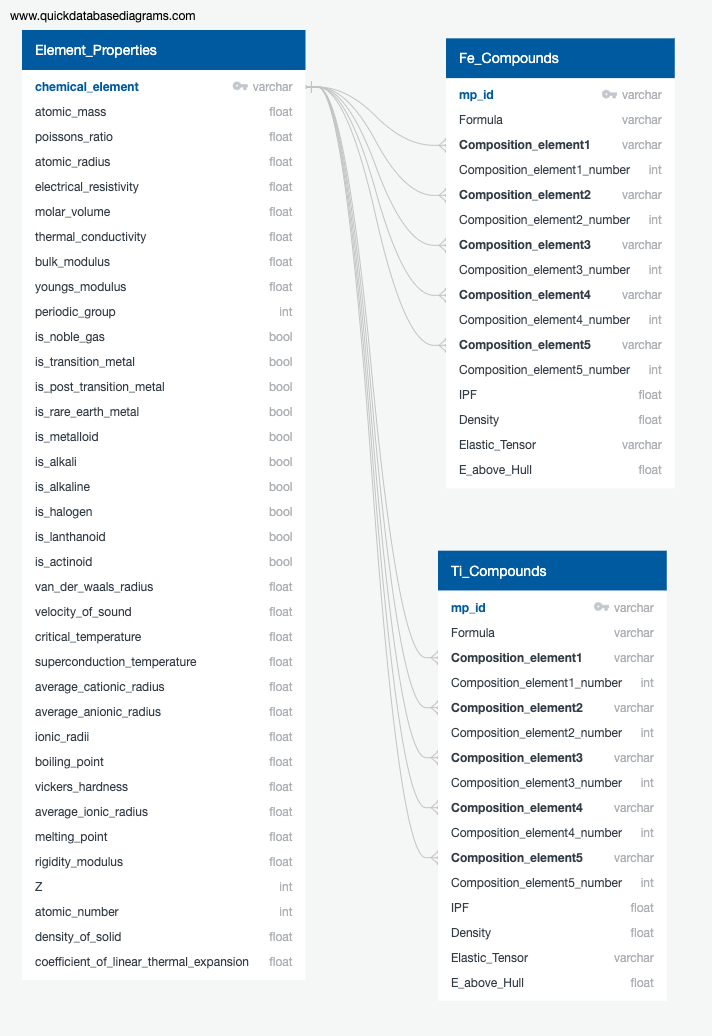 www.quickdatabasediagrams.com
Element_Properties
chemical_element varchar
atomic_mass float
poissons_ratio float
atomic_radius float
electrical_resistivity float
molar_volume float
thermal_conductivity float
bulk_modulus float
youngs_modulus float
periodic_group int
is_noble_gas bool
is_transition_metal bool
is_post_transition_metal bool
is_rare_earth_metal bool
is_metalloid bool
is_alkali bool
is_alkaline bool
is_halogen bool
is_lanthanoid bool
is_actinoid bool
van_der_waals_radius float
velocity_of_sound float
critical_temperature float
superconduction_temperature float
average_cationic_radius float
average_anionic_radius float
ionic_radii float
boiling_point float
vickers_hardness float
average_ionic_radius float
melting_point float
rigidity_modulus float
Z int
atomic_number int
density_of_solid float
coefficient_of_linear_thermal_expansion float
Fe_Compounds
mp_id varchar
Formula varchar
Composition_element1 varchar
Composition_element1_number int
Composition_element2 varchar
Composition_element2_number int
Composition_element3 varchar
Composition_element3_number int
Composition_element4 varchar
Composition_element4_number int
Composition_element5 varchar
Composition_element5_number int
IPF float
Density float
Elastic_Tensor varchar
E_above_Hull float
Ti_Compounds
mp_id varchar
Formula varchar
Composition_element1 varchar
Composition_element1_number int
Composition_element2 varchar
Composition_element2_number int
Composition_element3 varchar
Composition_element3_number int
Composition_element4 varchar
Composition_element4_number int
Composition_element5 varchar
Composition_element5_number int
IPF float
Density float
Elastic_Tensor varchar
E_above_Hull float